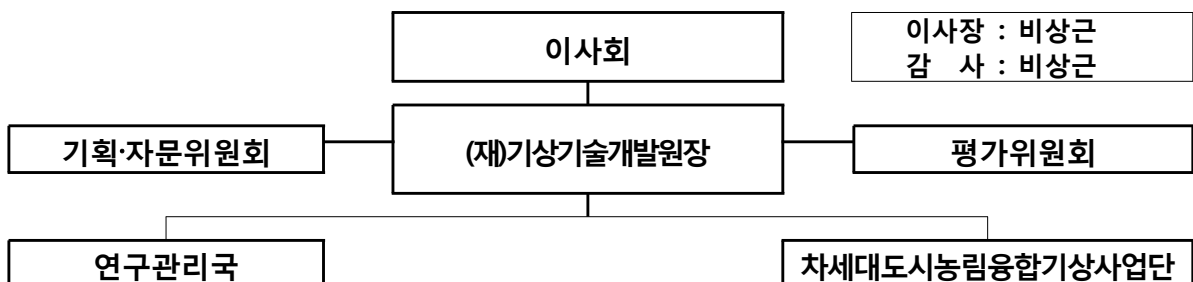 이사회
이사장 : 비상근
감 사 : 비상근
기획·자문위원회
(재)기상기술개발원장
평가위원회
연구관리국
차세대도시농림융합기상사업단